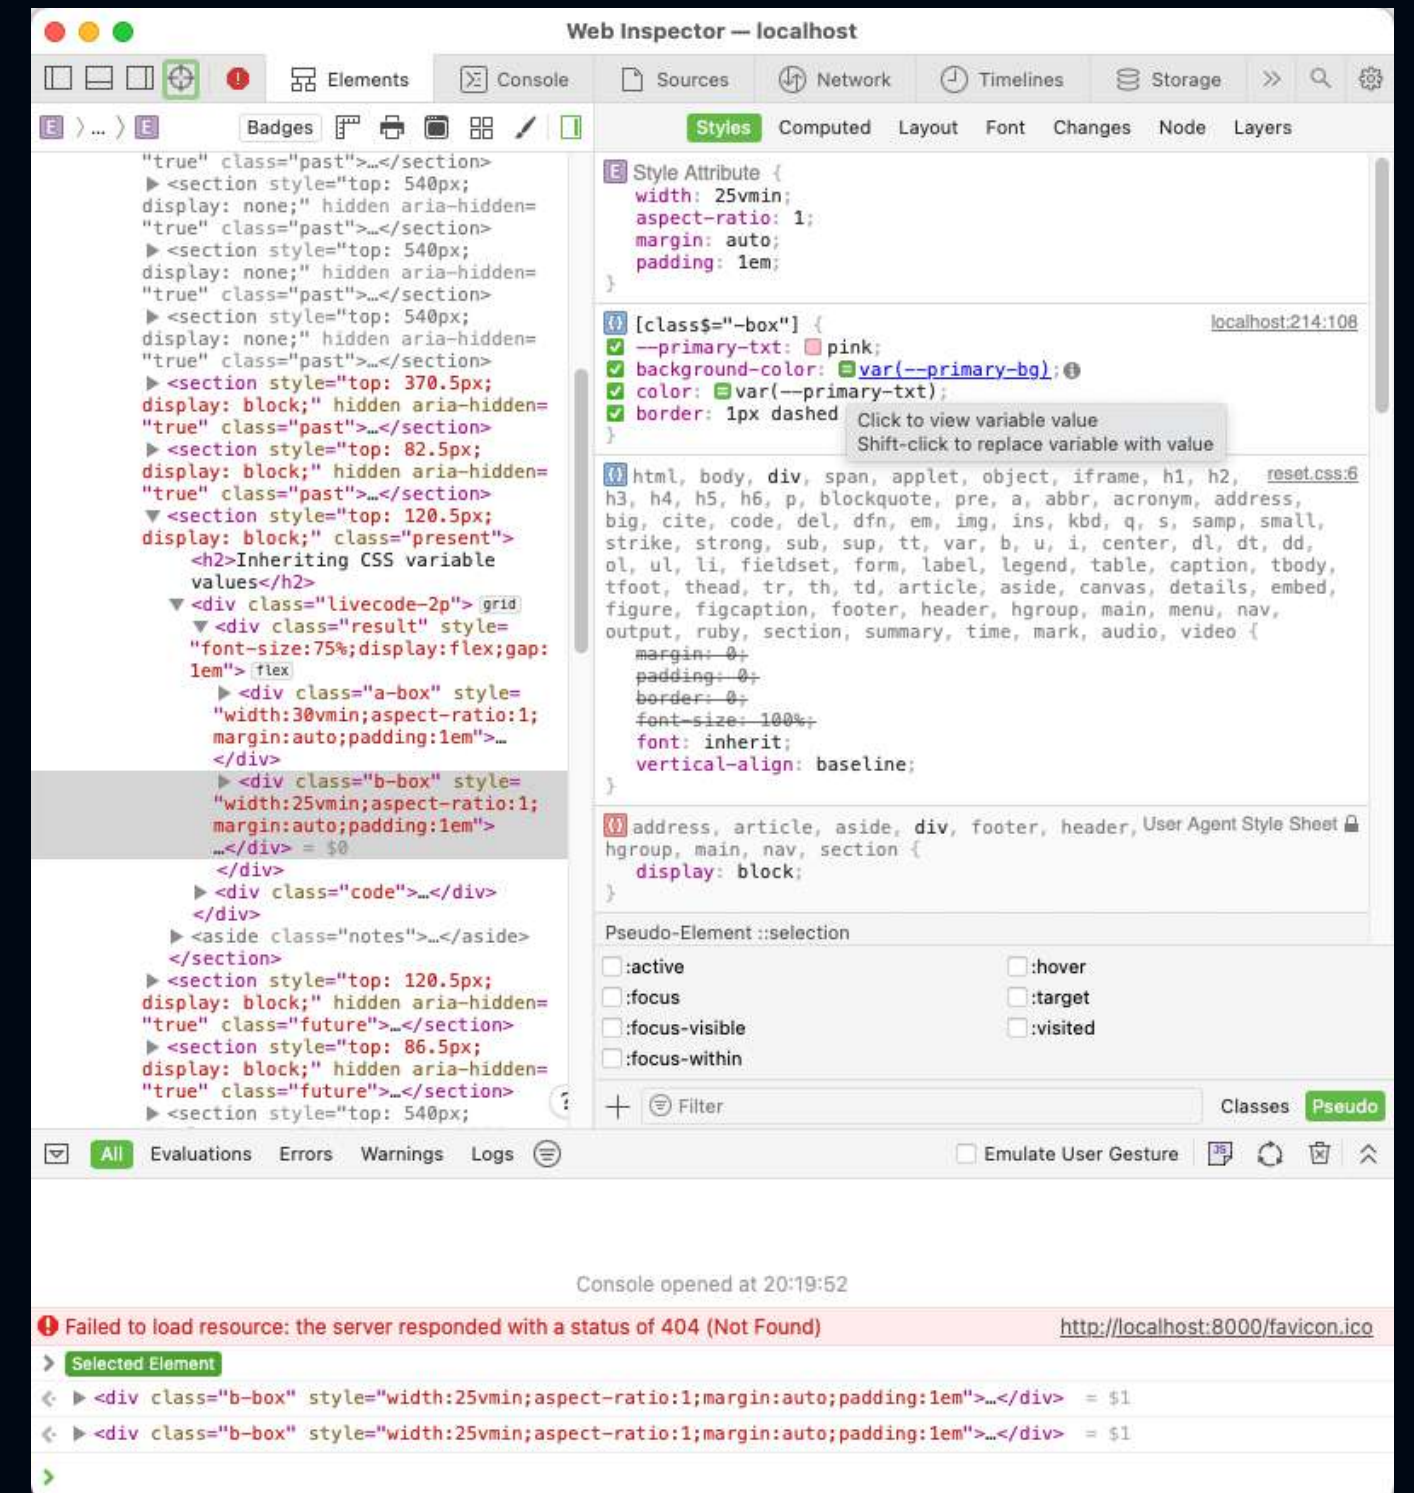 Web Inspector — localhost
Elements
Console
Sources
Network
Timelines
Storage
E 〉... 〉 E
Badges
Styles
Computed
Layout
Font
Changes
Node
Layers
"true" class="past">…</section>
▶ <section style="top: 540px;
display: none;" hidden aria-hidden=
"true" class="past">…</section>
▶ <section style="top: 540px;
display: none;" hidden aria-hidden=
"true" class="past">…</section>
▶ <section style="top: 540px;
display: none;" hidden aria-hidden=
"true" class="past">…</section>
▶ <section style="top: 370.5px;
display: block;" hidden aria-hidden=
"true" class="past">…</section>
▶ <section style="top: 82.5px;
display: block;" hidden aria-hidden=
"true" class="past">…</section>
▼ <section style="top: 120.5px;
display: block;" class="present">
<h2>Inheriting CSS variable
values</h2>
▼ <div class="livecode-2p"> grid
▼ <div class="result" style=
"font-size:75%;display:flex;gap:
1em"> flex
▶ <div class="a-box" style=
"width:30vmin;aspect-ratio:1;
margin:auto;padding:1em">…
</div>
▶ <div class="b-box" style=
"width:25vmin;aspect-ratio:1;
margin:auto;padding:1em">
…</div> = $0
</div>
▶ <div class="code">…</div>
</div>
▶ <aside class="notes">…</aside>
</section>
▶ <section style="top: 120.5px;
display: block;" hidden aria-hidden=
"true" class="future">…</section>
▶ <section style="top: 86.5px;
display: block;" hidden aria-hidden=
"true" class="future">…</section>
▶ <section style="top: 540px;
?
E Style Attribute {
width: 25vmin;
aspect-ratio: 1;
margin: auto;
padding: 1em;
}
[class$="-box"] { localhost:214:108
--primary-txt: pink;
background-color: var(--primary-bg);
color: var(--primary-txt);
border: 1px dashed
Click to view variable value
Shift-click to replace variable with value
}
html, body, div, span, applet, object, iframe, h1, h2, reset.css:6
h3, h4, h5, h6, p, blockquote, pre, a, abbr, acronym, address,
big, cite, code, del, dfn, em, img, ins, kbd, q, s, samp, small,
strike, strong, sub, sup, tt, var, b, u, i, center, dl, dt, dd,
ol, ul, li, fieldset, form, label, legend, table, caption, tbody,
tfoot, thead, tr, th, td, article, aside, canvas, details, embed,
figure, figcaption, footer, header, hgroup, main, menu, nav,
output, ruby, section, summary, time, mark, audio, video {
margin: 0;
padding: 0;
border: 0;
font-size: 100%;
font: inherit;
vertical-align: baseline;
}
address, article, aside, div, footer, header, User Agent Style Sheet
hgroup, main, nav, section {
display: block;
}
Pseudo-Element ::selection
:active
:hover
:focus
:target
:focus-visible
:visited
:focus-within
Filter
Classes
Pseudo
All
Evaluations
Errors
Warnings
Logs
Emulate User Gesture
JS
Console opened at 20:19:52
Failed to load resource: the server responded with a status of 404 (Not Found) http://localhost:8000/favicon.ico
Selected Element
▶ <div class="b-box" style="width:25vmin;aspect-ratio:1;margin:auto;padding:1em">…</div> = $1
▶ <div class="b-box" style="width:25vmin;aspect-ratio:1;margin:auto;padding:1em">…</div> = $1